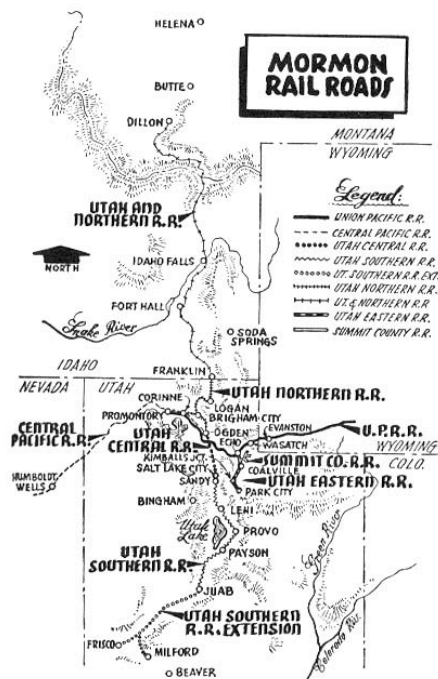 HELENA
MORMON
RAIL ROADS
BUTTE
DILLON
MONTANA
WYOMING
Legend:
UTAH AND
NORTHERN R.R.
UNION PACIFIC R.R.
CENTRAL PACIFIC R.R.
UTAH CENTRAL R.R.
UTAH SOUTHERN R.R.
UT. SOUTHERN R.R. EXT.
UTAH NORTHERN R.R.
UT. & NORTHERN R.R
UTAH EASTERN R.R.
SUMMIT COUNTY R.R.
NORTH
IDAHO FALLS
FORT HALL
Snake River
SODA
SPRINGS
FRANKLIN
IDAHO
NEVADA
UTAH
UTAH NORTHERN R.R.
CORINNE
LOGAN
PROMONTORY
BRIGHAM CITY
OGDEN
EVANSTON
U.P.R.R.
CENTRAL
PACIFIC R.R.
UTAH
CENTRAL R.R.
ECHO
WASATCH
WYOMING
COLO.
KIMBALLS JCT.
SUMMIT CO. R.R.
SALT LAKE CITY
COALVILLE
UTAH EASTERN R.R.
HUMBOLDT
WELLS
SANDY
PARK CITY
BINGHAM
LEHI
Utah
Lake
PROVO
Green River
UTAH
SOUTHERN R.R.
PAYSON
JUAB
UTAH SOUTHERN
R.R. EXTENSION
FRISCO
MILFORD
Colorado Riv.
BEAVER